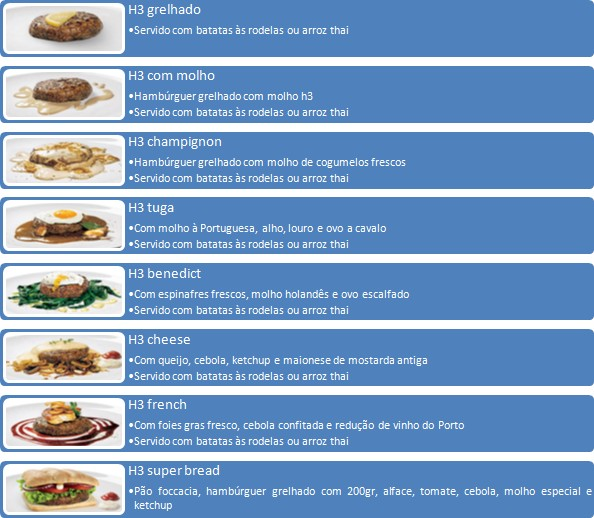 H3 grelhado
•Servido com batatas às rodelas ou arroz thai
H3 com molho
•Hambúrguer grelhado com molho h3
•Servido com batatas às rodelas ou arroz thai
H3 champignon
•Hambúrguer grelhado com molho de cogumelos frescos
•Servido com batatas às rodelas ou arroz thai
H3 tuga
•Com molho à Portuguesa, alho, louro e ovo a cavalo
•Servido com batatas às rodelas ou arroz thai
H3 benedict
•Com espinafres frescos, molho holandês e ovo escalfado
•Servido com batatas às rodelas ou arroz thai
H3 cheese
•Com queijo, cebola, ketchup e maionese de mostarda antiga
•Servido com batatas às rodelas ou arroz thai
H3 french
•Com foies gras fresco, cebola confitada e redução de vinho do Porto
•Servido com batatas às rodelas ou arroz thai
H3 super bread
•Pão foccacia, hambúrguer grelhado com 200gr, alface, tomate, cebola, molho especial e
ketchup